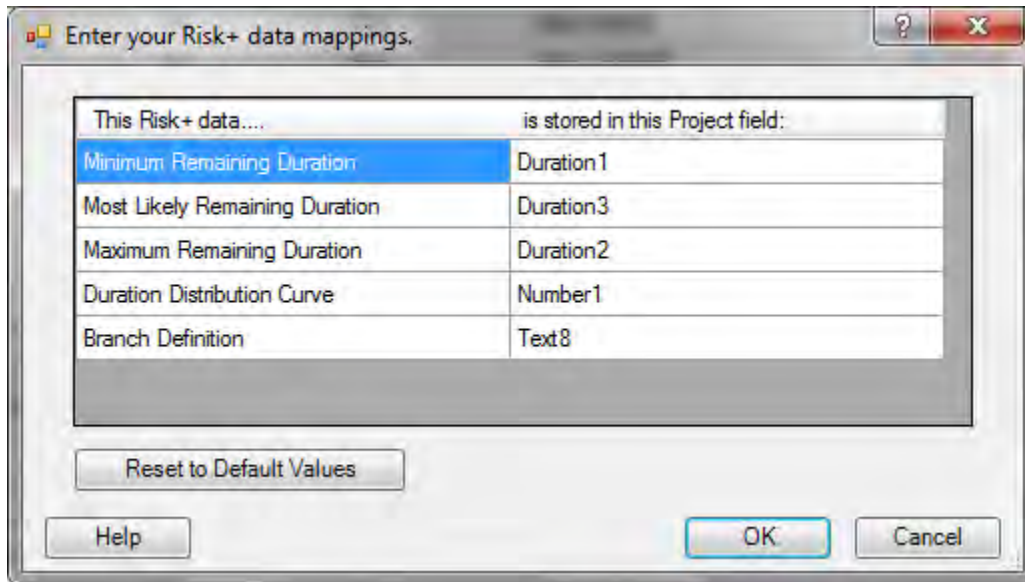 Enter your Risk+ data mappings.
This Risk+ data.... is stored in this Project field:
Minimum Remaining Duration Duration1
Most Likely Remaining Duration Duration3
Maximum Remaining Duration Duration2
Duration Distribution Curve Number1
Branch Definition Text8
Reset to Default Values
Help OK Cancel